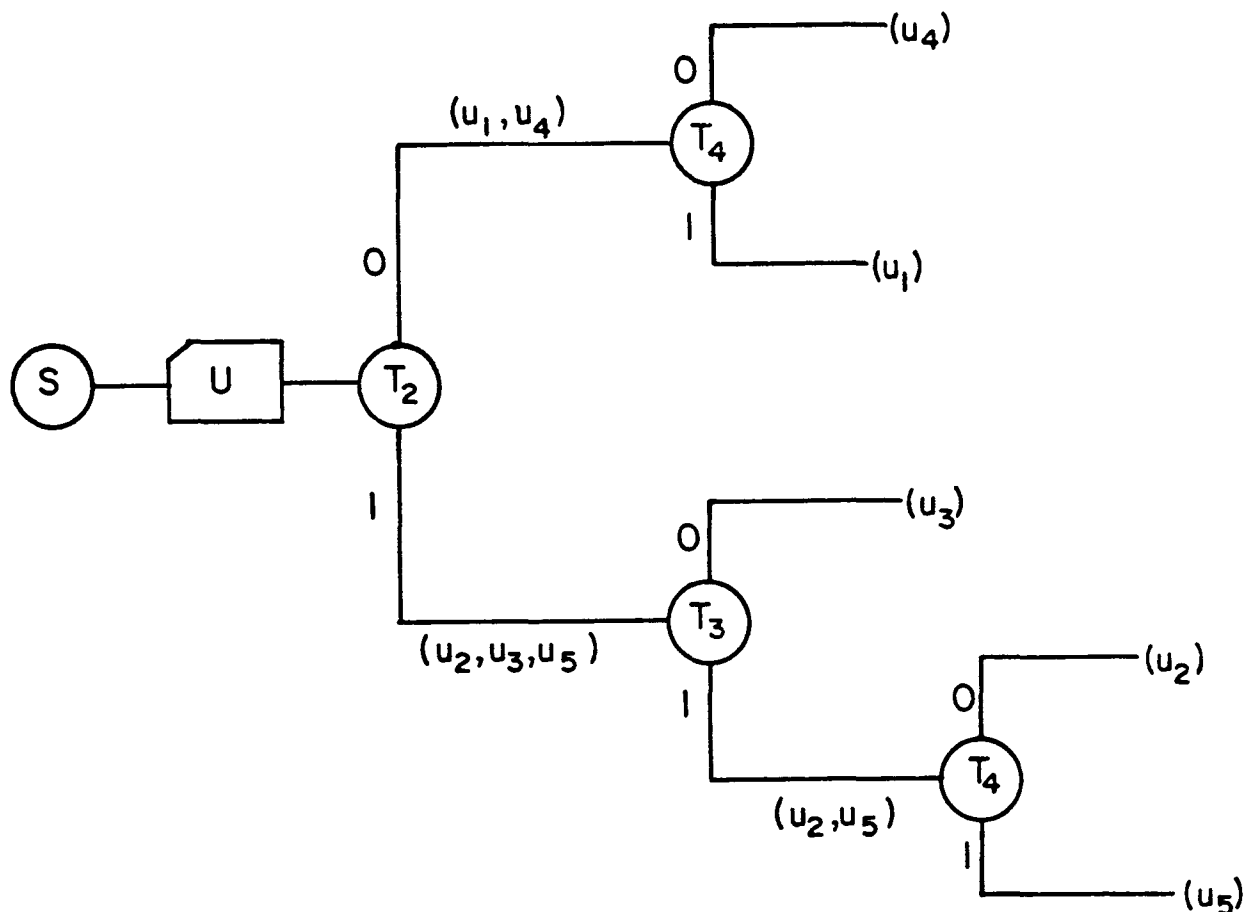 (u₄)
0
(u₁, u₄)
T₄
1
0
(u₁)
S
U
T₂
1
0
(u₃)
T₃
(u₂, u₃, u₅)
1
0
(u₂)
T₄
(u₂, u₅)
1
(u₅)